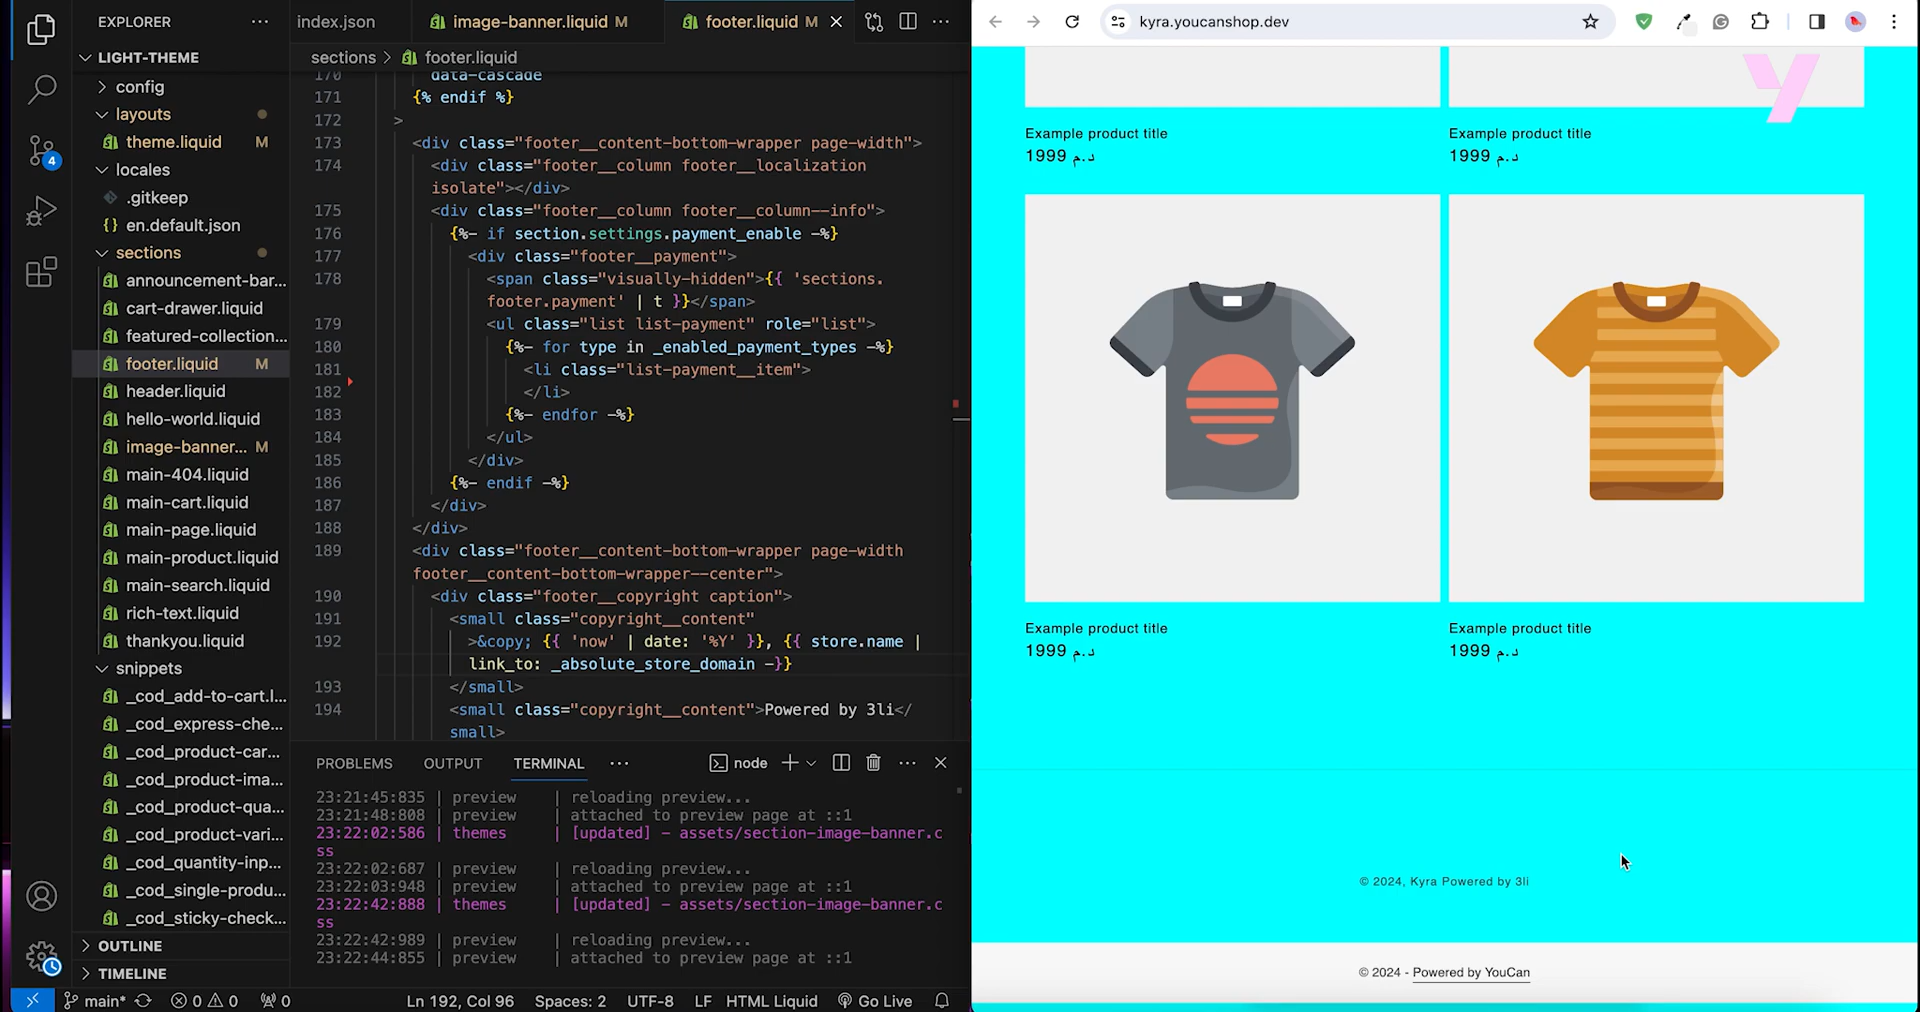 EXPLORER
LIGHT-THEME
config
layouts
theme.liquid M
locales
.gitkeep
{} en.default.json
sections
announcement-bar...
cart-drawer.liquid
featured-collection...
footer.liquid M
header.liquid
hello-world.liquid
image-banner... M
main-404.liquid
main-cart.liquid
main-page.liquid
main-product.liquid
main-search.liquid
rich-text.liquid
thankyou.liquid
snippets
_cod_add-to-cart.l...
_cod_express-che...
_cod_product-car...
_cod_product-ima...
_cod_product-qua...
_cod_product-vari...
_cod_quantity-inp...
_cod_single-produ...
_cod_sticky-check...
OUTLINE
TIMELINE
4
index.json
image-banner.liquid M
footer.liquid M
sections > footer.liquid
170 data-cascade
171 {% endif %}
172 >
173 <div class="footer__content-bottom-wrapper page-width">
174 <div class="footer__column footer__localization
isolate"></div>
175 <div class="footer__column footer__column--info">
176 {%- if section.settings.payment_enable -%}
177 <div class="footer__payment">
178 <span class="visually-hidden">{{ 'sections.
footer.payment' | t }}</span>
179 <ul class="list list-payment" role="list">
180 {%- for type in _enabled_payment_types -%}
181 <li class="list-payment__item">
182 </li>
183 {%- endfor -%}
184 </ul>
185 </div>
186 {%- endif -%}
187 </div>
188 </div>
189 <div class="footer__content-bottom-wrapper page-width
footer__content-bottom-wrapper--center">
190 <div class="footer__copyright caption">
191 <small class="copyright__content"
192 >&copy; {{ 'now' | date: '%Y' }}, {{ store.name |
link_to: _absolute_store_domain -}}
193 </small>
194 <small class="copyright__content">Powered by 3li</
small>
PROBLEMS OUTPUT TERMINAL ... node
23:21:45:835 | preview | reloading preview...
23:21:48:808 | preview | attached to preview page at ::1
23:22:02:586 | themes | [updated] - assets/section-image-banner.c
ss
23:22:02:687 | preview | reloading preview...
23:22:03:948 | preview | attached to preview page at ::1
23:22:42:888 | themes | [updated] - assets/section-image-banner.c
ss
23:22:42:989 | preview | reloading preview...
23:22:44:855 | preview | attached to preview page at ::1
main* 0 0 0 Ln 192, Col 96 Spaces: 2 UTF-8 LF HTML Liquid Go Live
kyra.youcanshop.dev
Example product title
1999 د.م
Example product title
1999 د.م
Example product title
1999 د.م
Example product title
1999 د.م
© 2024, Kyra Powered by 3li
© 2024 - Powered by YouCan